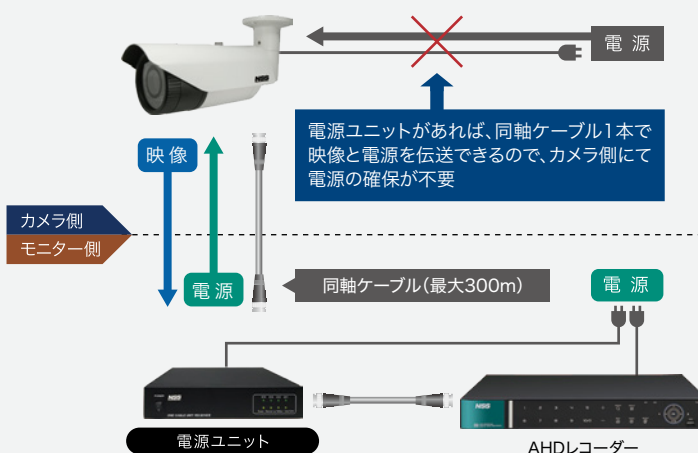 電源
NSS
電源ユニットがあれば、同軸ケーブル1本で
映像と電源を伝送できるので、カメラ側にて
電源の確保が不要
映像
カメラ側
モニター側
電源
同軸ケーブル(最大300m)
電源
NSS
NSS
電源ユニット
AHDレコーダー